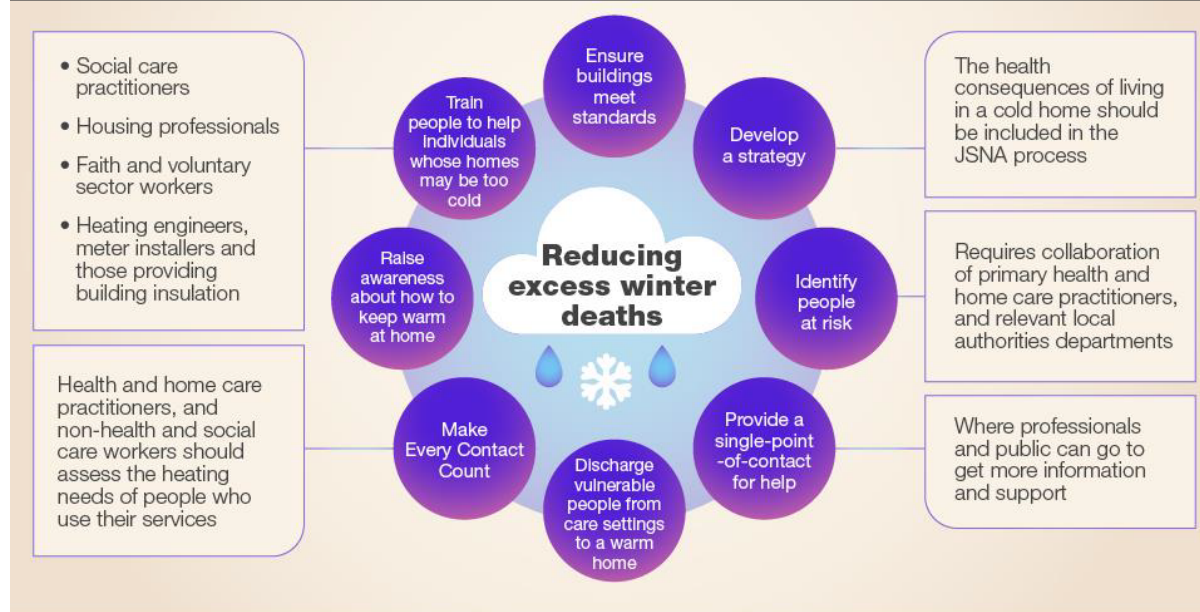 • Social care
practitioners
• Housing professionals
• Faith and voluntary
sector workers
• Heating engineers,
meter installers and
those providing
building insulation
Health and home care
practitioners, and
non-health and social
care workers should
assess the heating
needs of people who
use their services
Reducing
excess winter
deaths
Ensure
buildings
meet
standards
Develop
a strategy
Identify
people
at risk
Provide a
single-point
-of-contact
for help
Discharge
vulnerable
people from
care settings
to a warm
home
Make
Every Contact
Count
Raise
awareness
about how to
keep warm
at home
Train
people to help
individuals
whose homes
may be too
cold
The health
consequences of living
in a cold home should
be included in the
JSNA process
Requires collaboration
of primary health and
home care practitioners,
and relevant local
authorities departments
Where professionals
and public can go to
get more information
and support